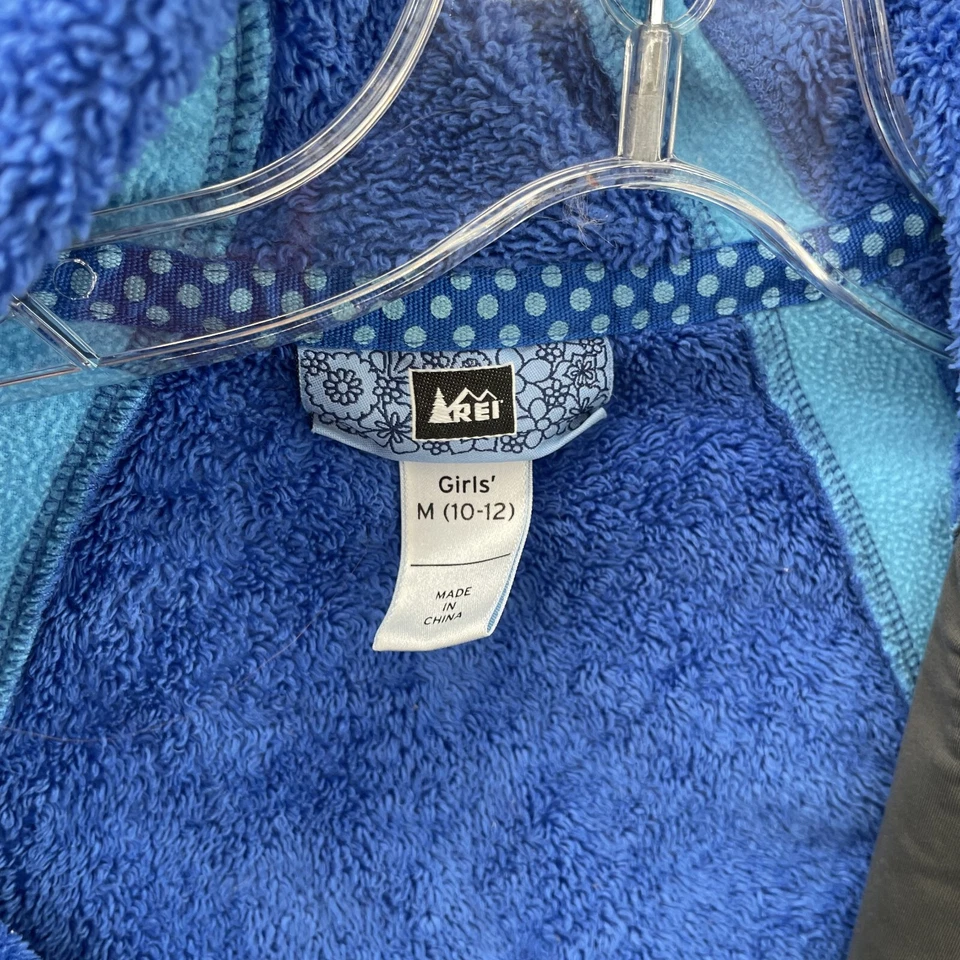 REI
Girls'
M (10-12)
MADE
IN
CHINA